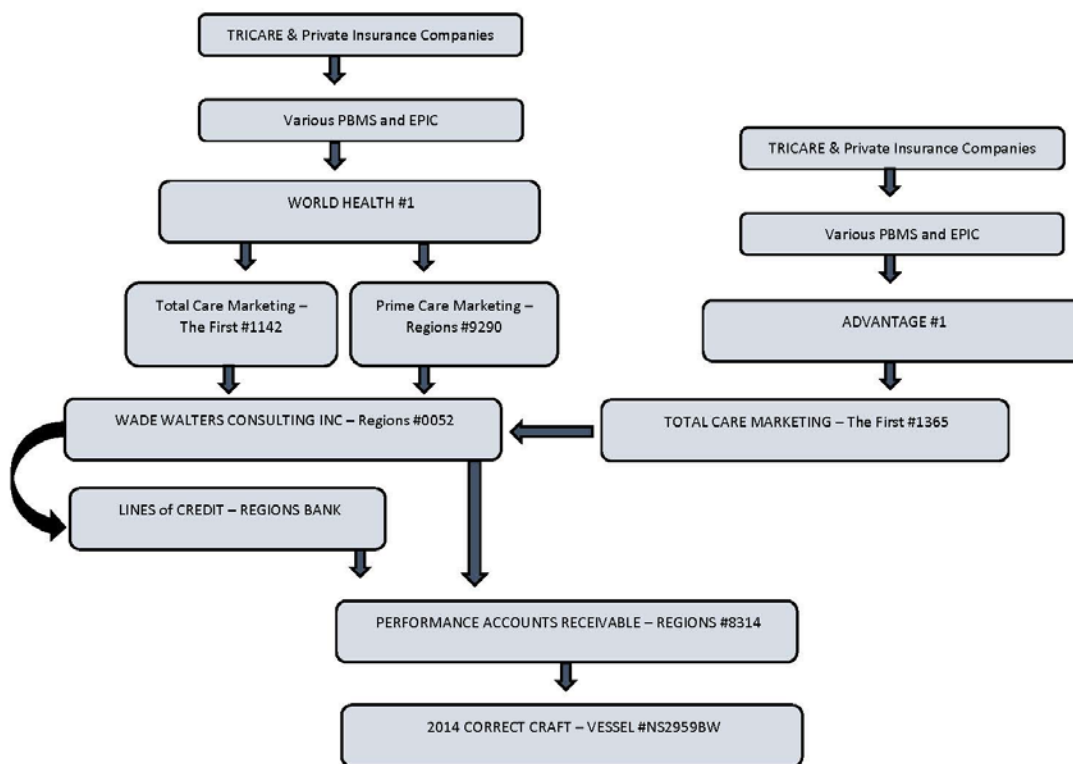 TRICARE & Private Insurance Companies
Various PBMS and EPIC
WORLD HEALTH #1
Total Care Marketing –
The First #1142
Prime Care Marketing –
Regions #9290
TRICARE & Private Insurance Companies
Various PBMS and EPIC
ADVANTAGE #1
TOTAL CARE MARKETING – The First #1365
WADE WALTERS CONSULTING INC – Regions #0052
LINES of CREDIT – REGIONS BANK
PERFORMANCE ACCOUNTS RECEIVABLE – REGIONS #8314
2014 CORRECT CRAFT – VESSEL #NS2959BW